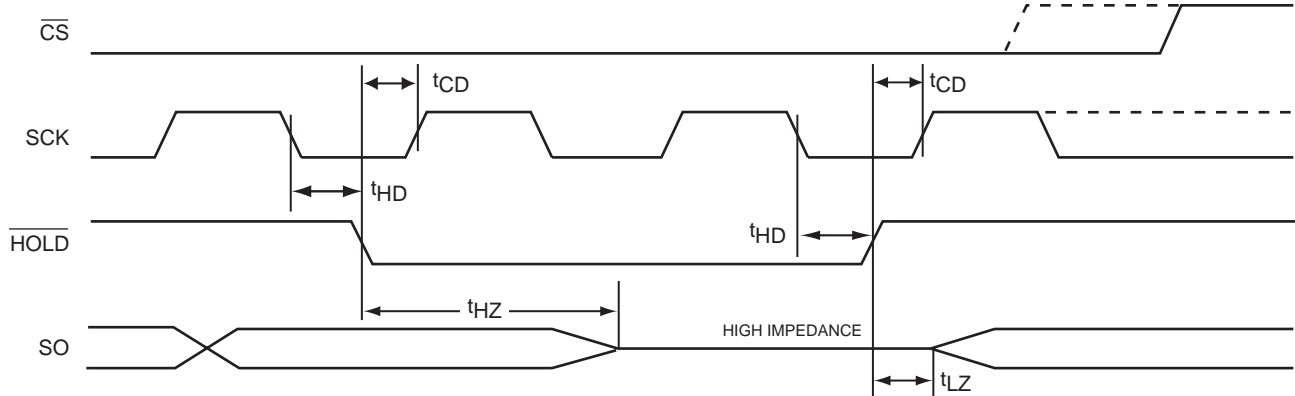 CS
tCD
tCD
SCK
tHD
HOLD
tHD
tHZ
HIGH IMPEDANCE
SO
tLZ